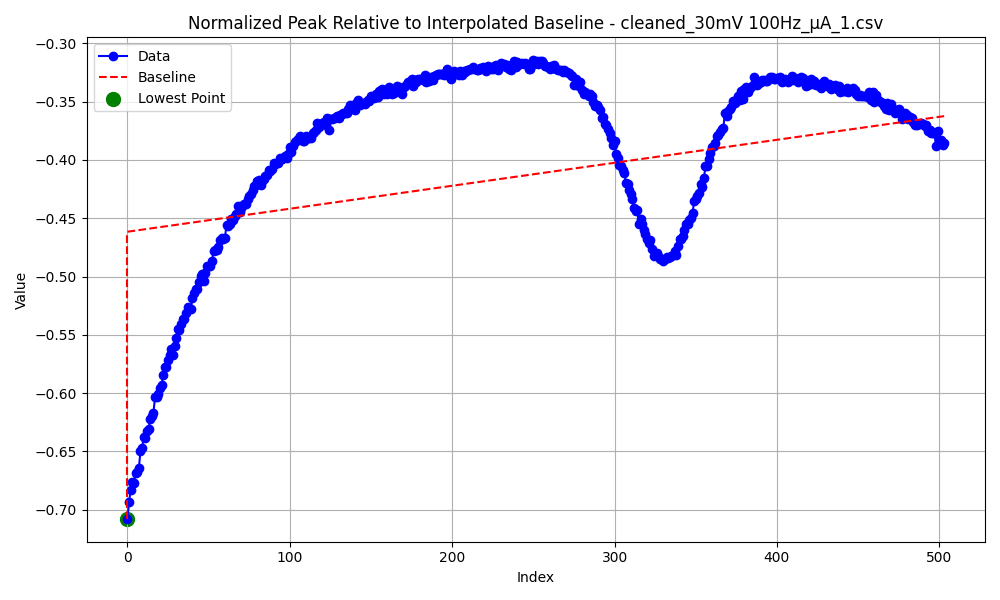 Normalized Peak Relative to Interpolated Baseline - cleaned_30mV 100Hz_μA_1.csv
Data
Baseline
Lowest Point
Value
−0.30
−0.35
−0.40
−0.45
−0.50
−0.55
−0.60
−0.65
−0.70
0 100 200 300 400 500
Index